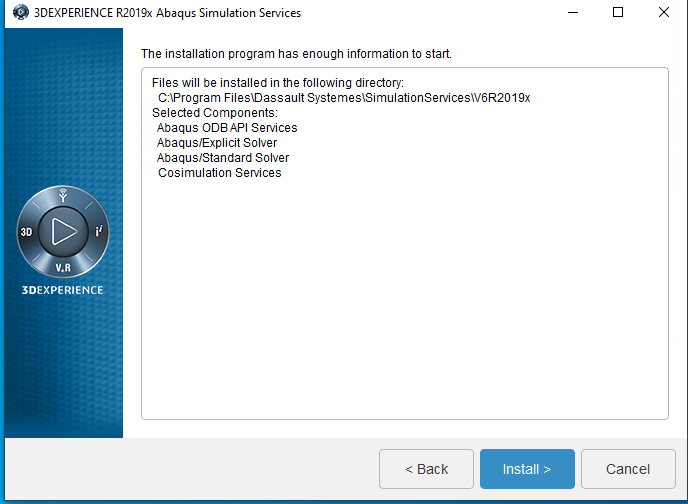 3DEXPERIENCE R2019x Abaqus Simulation Services
The installation program has enough information to start.
Files will be installed in the following directory:
C:\Program Files\Dassault Systemes\SimulationServices\V6R2019x
Selected Components:
Abaqus ODB API Services
Abaqus/Explicit Solver
Abaqus/Standard Solver
Cosimulation Services
3D
i²
V.R
3DEXPERIENCE
< Back
Install >
Cancel